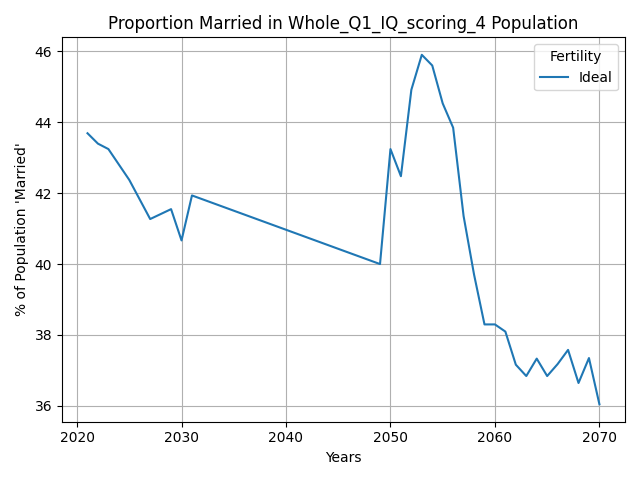 Proportion Married in Whole_Q1_IQ_scoring_4 Population
Fertility
Ideal
% of Population 'Married'
46
44
42
40
38
36
2020
2030
2040
2050
2060
2070
Years